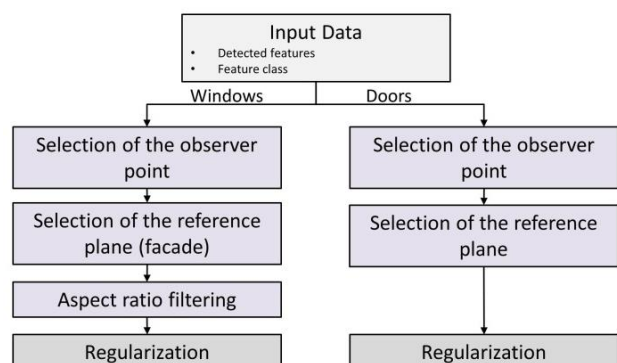 Input Data
• Detected features
• Feature class
Windows
Doors
Selection of the observer
point
Selection of the reference
plane (facade)
Aspect ratio filtering
Regularization
Selection of the observer
point
Selection of the reference
plane
Regularization